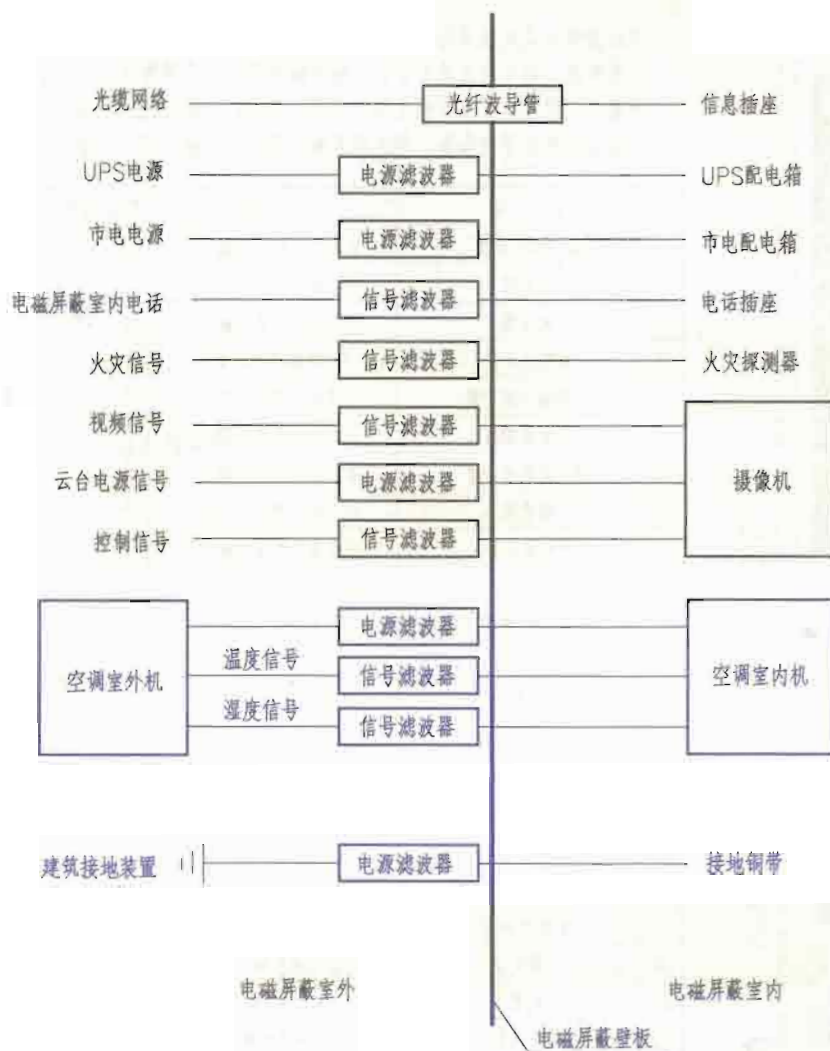 光缆网络 光纤波导管 信息插座
UPS电源 电源滤波器 UPS配电箱
市电电源 电源滤波器 市电配电箱
电磁屏蔽室内电话 信号滤波器 电话插座
火灾信号 信号滤波器 火灾探测器
视频信号 信号滤波器
云台电源信号 电源滤波器 摄像机
控制信号 信号滤波器
电源滤波器
温度信号
空调室外机 信号滤波器 空调室内机
湿度信号
信号滤波器
建筑接地装置 电源滤波器 接地铜带
电磁屏蔽室外 电磁屏蔽室内
电磁屏蔽壁板